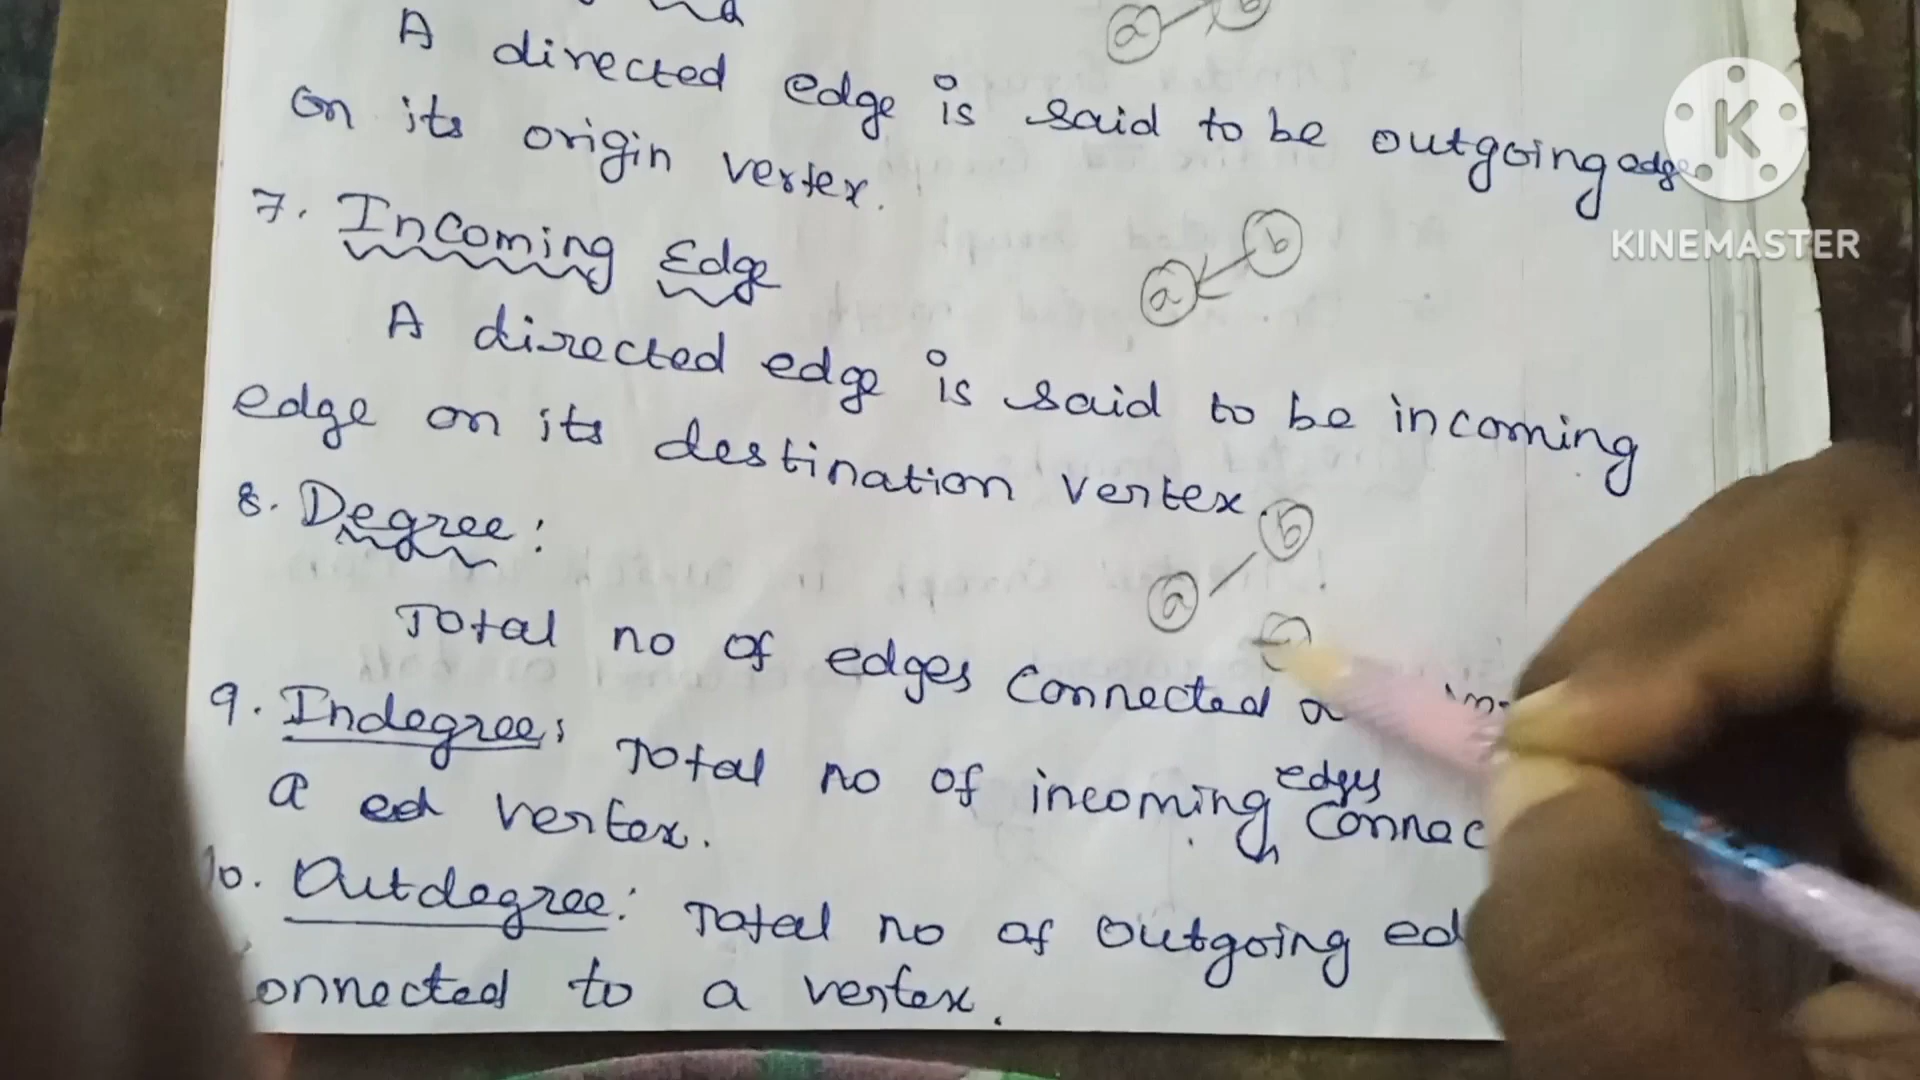 a b
A directed edge is said to be outgoing edge
on its origin vertex.
K
KINEMASTER
7. Incoming Edge
a b
A directed edge is said to be incoming
edge on its destination vertex.
8. Degree:
a b
Total no of edges connected
9. Indegree: Total no of incoming edges connec
a ed vertex.
10. Outdegree: Total no of outgoing ed
onnected to a vertex.